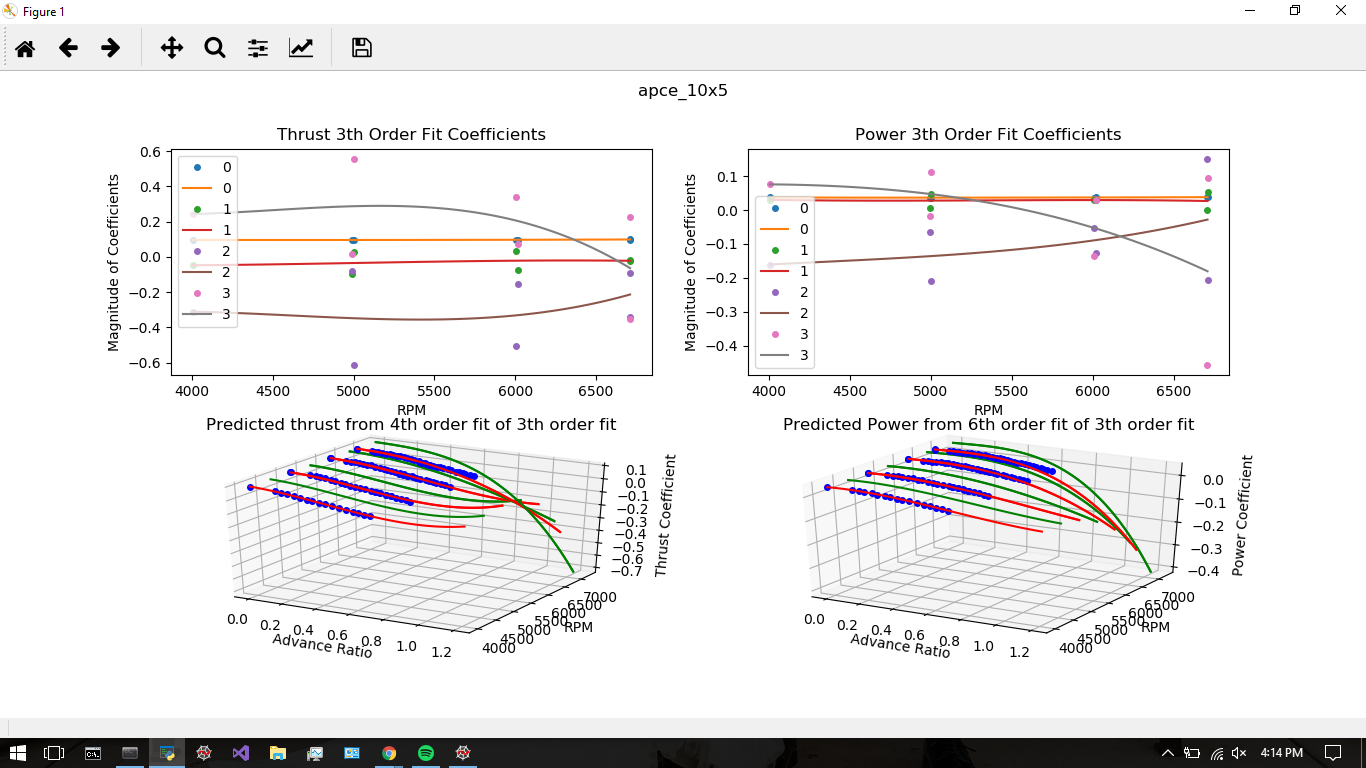 Figure 1
apce_10x5
Thrust 3th Order Fit Coefficients
Magnitude of Coefficients
0.6
0.4
0.2
0.0
−0.2
−0.4
−0.6
0
0
1
1
2
2
3
3
4000 4500 5000 5500 6000 6500
RPM
Power 3th Order Fit Coefficients
Magnitude of Coefficients
0.1
0.0
−0.1
−0.2
−0.3
−0.4
0
0
1
1
2
2
3
3
4000 4500 5000 5500 6000 6500
RPM
Predicted thrust from 4th order fit of 3th order fit
0.1
0.0
−0.1
−0.2
−0.3
−0.4
−0.5
−0.6
−0.7
Thrust Coefficient
7000
6500
6000
5500
5000
4500
4000
RPM
0.0 0.2 0.4 0.6 0.8 1.0 1.2
Advance Ratio
Predicted Power from 6th order fit of 3th order fit
0.0
−0.1
−0.2
−0.3
−0.4
Power Coefficient
7000
6500
6000
5500
5000
4500
4000
RPM
0.0 0.2 0.4 0.6 0.8 1.0 1.2
Advance Ratio
4:14 PM